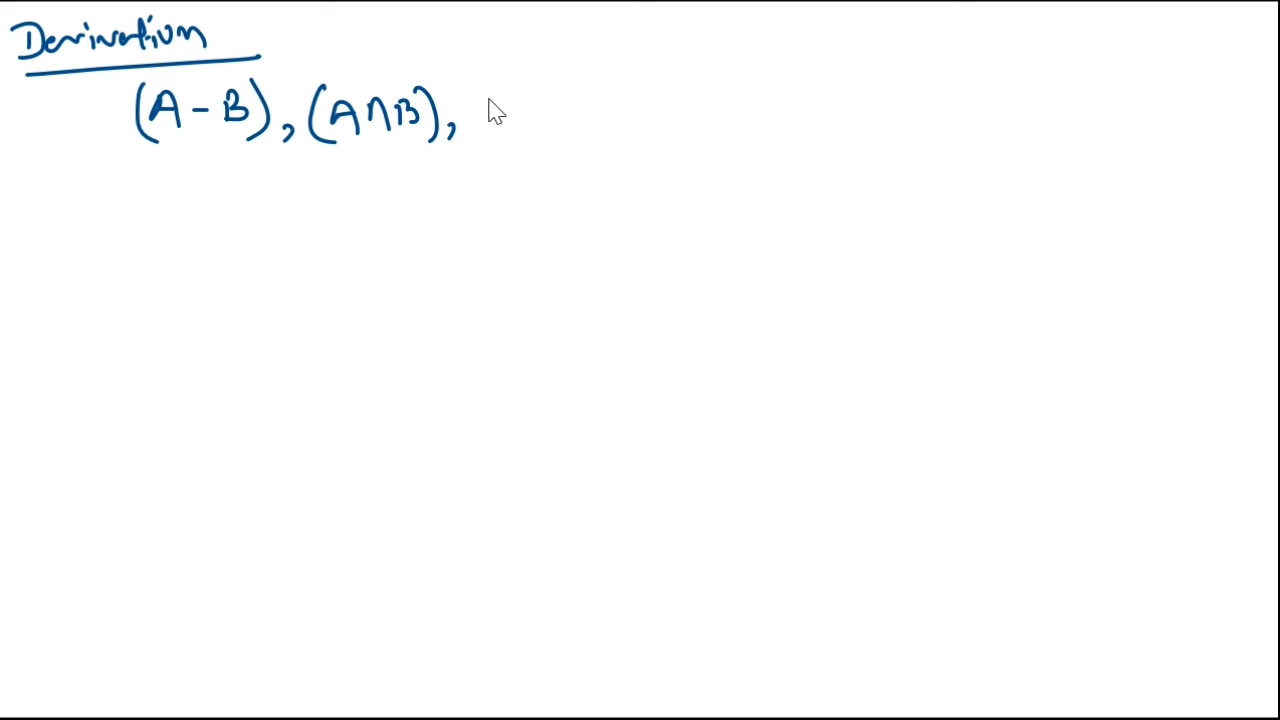 Derivation
(A - B), (A∩B),